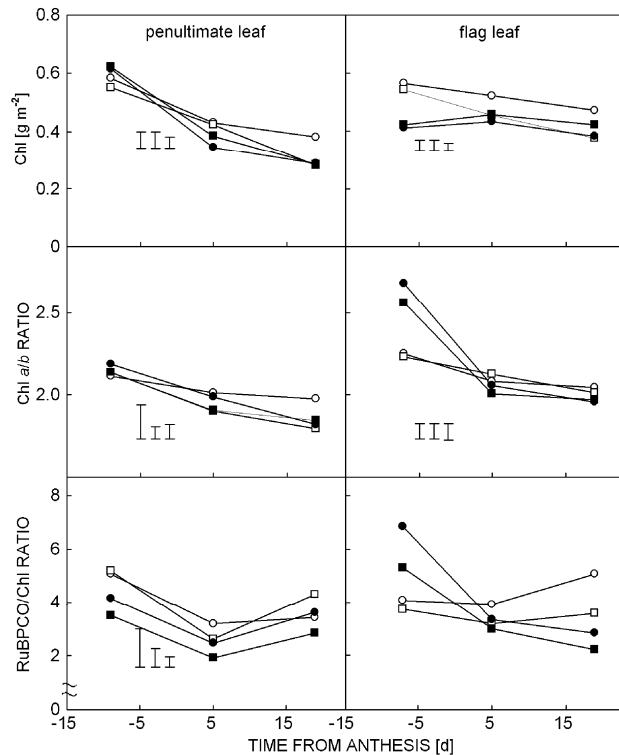 penultimate leaf
flag leaf
Chl [g m-2]
0.8
0.6
0.4
0.2
0
Chl a/b RATIO
2.5
2.0
RuBPCO/Chl RATIO
8
6
4
2
0
-15 -5 5 15 -15 -5 5 15
TIME FROM ANTHESIS [d]